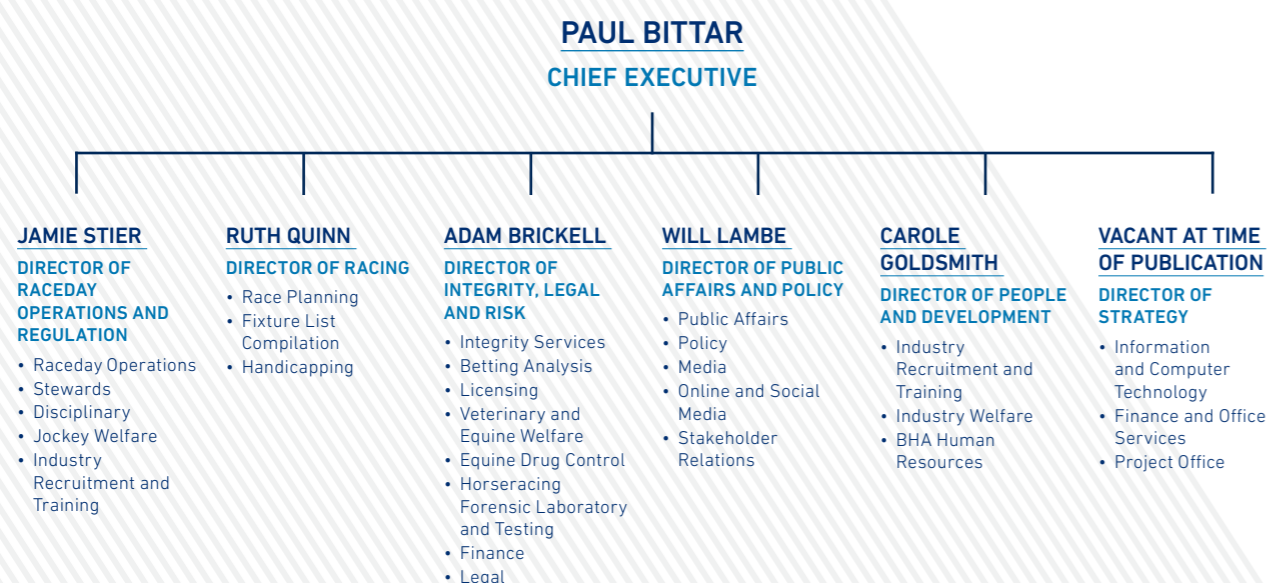 PAUL BITTAR
CHIEF EXECUTIVE
JAMIE STIER
DIRECTOR OF
RACEDAY
OPERATIONS AND
REGULATION
• Raceday Operations
• Stewards
• Disciplinary
• Jockey Welfare
• Industry
Recruitment and
Training
RUTH QUINN
DIRECTOR OF RACING
• Race Planning
• Fixture List
Compilation
• Handicapping
ADAM BRICKELL
DIRECTOR OF
INTEGRITY, LEGAL
AND RISK
• Integrity Services
• Betting Analysis
• Licensing
• Veterinary and
Equine Welfare
• Equine Drug Control
• Horseracing
Forensic Laboratory
and Testing
• Finance
• Legal
WILL LAMBE
DIRECTOR OF PUBLIC
AFFAIRS AND POLICY
• Public Affairs
• Policy
• Media
• Online and Social
Media
• Stakeholder
Relations
CAROLE
GOLDSMITH
DIRECTOR OF PEOPLE
AND DEVELOPMENT
• Industry
Recruitment and
Training
• Industry Welfare
• BHA Human
Resources
VACANT AT TIME
OF PUBLICATION
DIRECTOR OF
STRATEGY
• Information
and Computer
Technology
• Finance and Office
Services
• Project Office